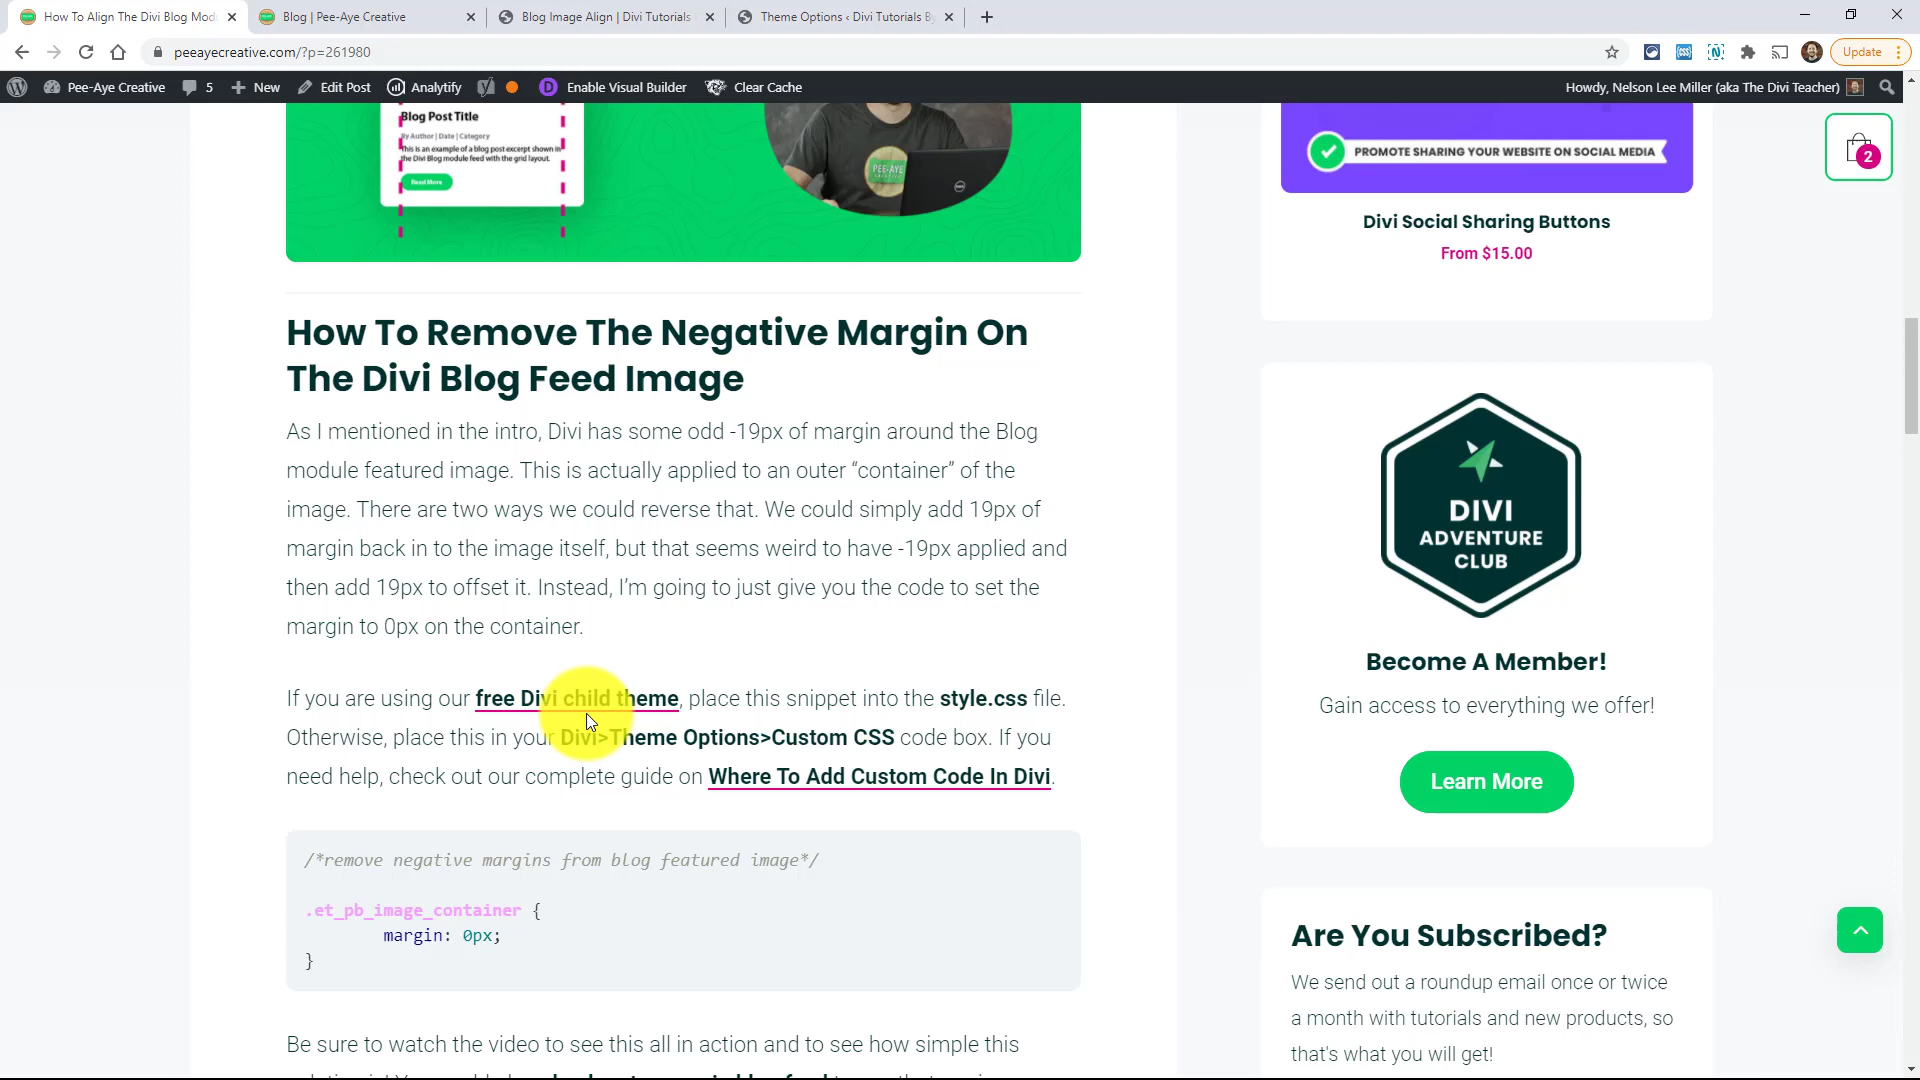 How To Align The Divi Blog Mod
Blog | Pee-Aye Creative
Blog Image Align | Divi Tutorials
Theme Options ‹ Divi Tutorials By
peeayecreative.com/?p=261980
Update
Pee-Aye Creative
5
New
Edit Post
Analytify
Enable Visual Builder
Clear Cache
Howdy, Nelson Lee Miller (aka The Divi Teacher)
Blog Post Title
By Author | Date | Category
This is an example of a blog post excerpt shown in
the Divi Blog module feed with the grid layout.
Read More
PEE-AYE
CREATIVE
DELL
PROMOTE SHARING YOUR WEBSITE ON SOCIAL MEDIA
2
Divi Social Sharing Buttons
From $15.00
How To Remove The Negative Margin On
The Divi Blog Feed Image
As I mentioned in the intro, Divi has some odd -19px of margin around the Blog
module featured image. This is actually applied to an outer “container” of the
image. There are two ways we could reverse that. We could simply add 19px of
margin back in to the image itself, but that seems weird to have -19px applied and
then add 19px to offset it. Instead, I’m going to just give you the code to set the
margin to 0px on the container.
If you are using our free Divi child theme, place this snippet into the style.css file.
Otherwise, place this in your Divi>Theme Options>Custom CSS code box. If you
need help, check out our complete guide on Where To Add Custom Code In Divi.
/*remove negative margins from blog featured image*/
.et_pb_image_container {
margin: 0px;
}
Be sure to watch the video to see this all in action and to see how simple this
DIVI
ADVENTURE
CLUB
Become A Member!
Gain access to everything we offer!
Learn More
Are You Subscribed?
We send out a roundup email once or twice
a month with tutorials and new products, so
that's what you will get!